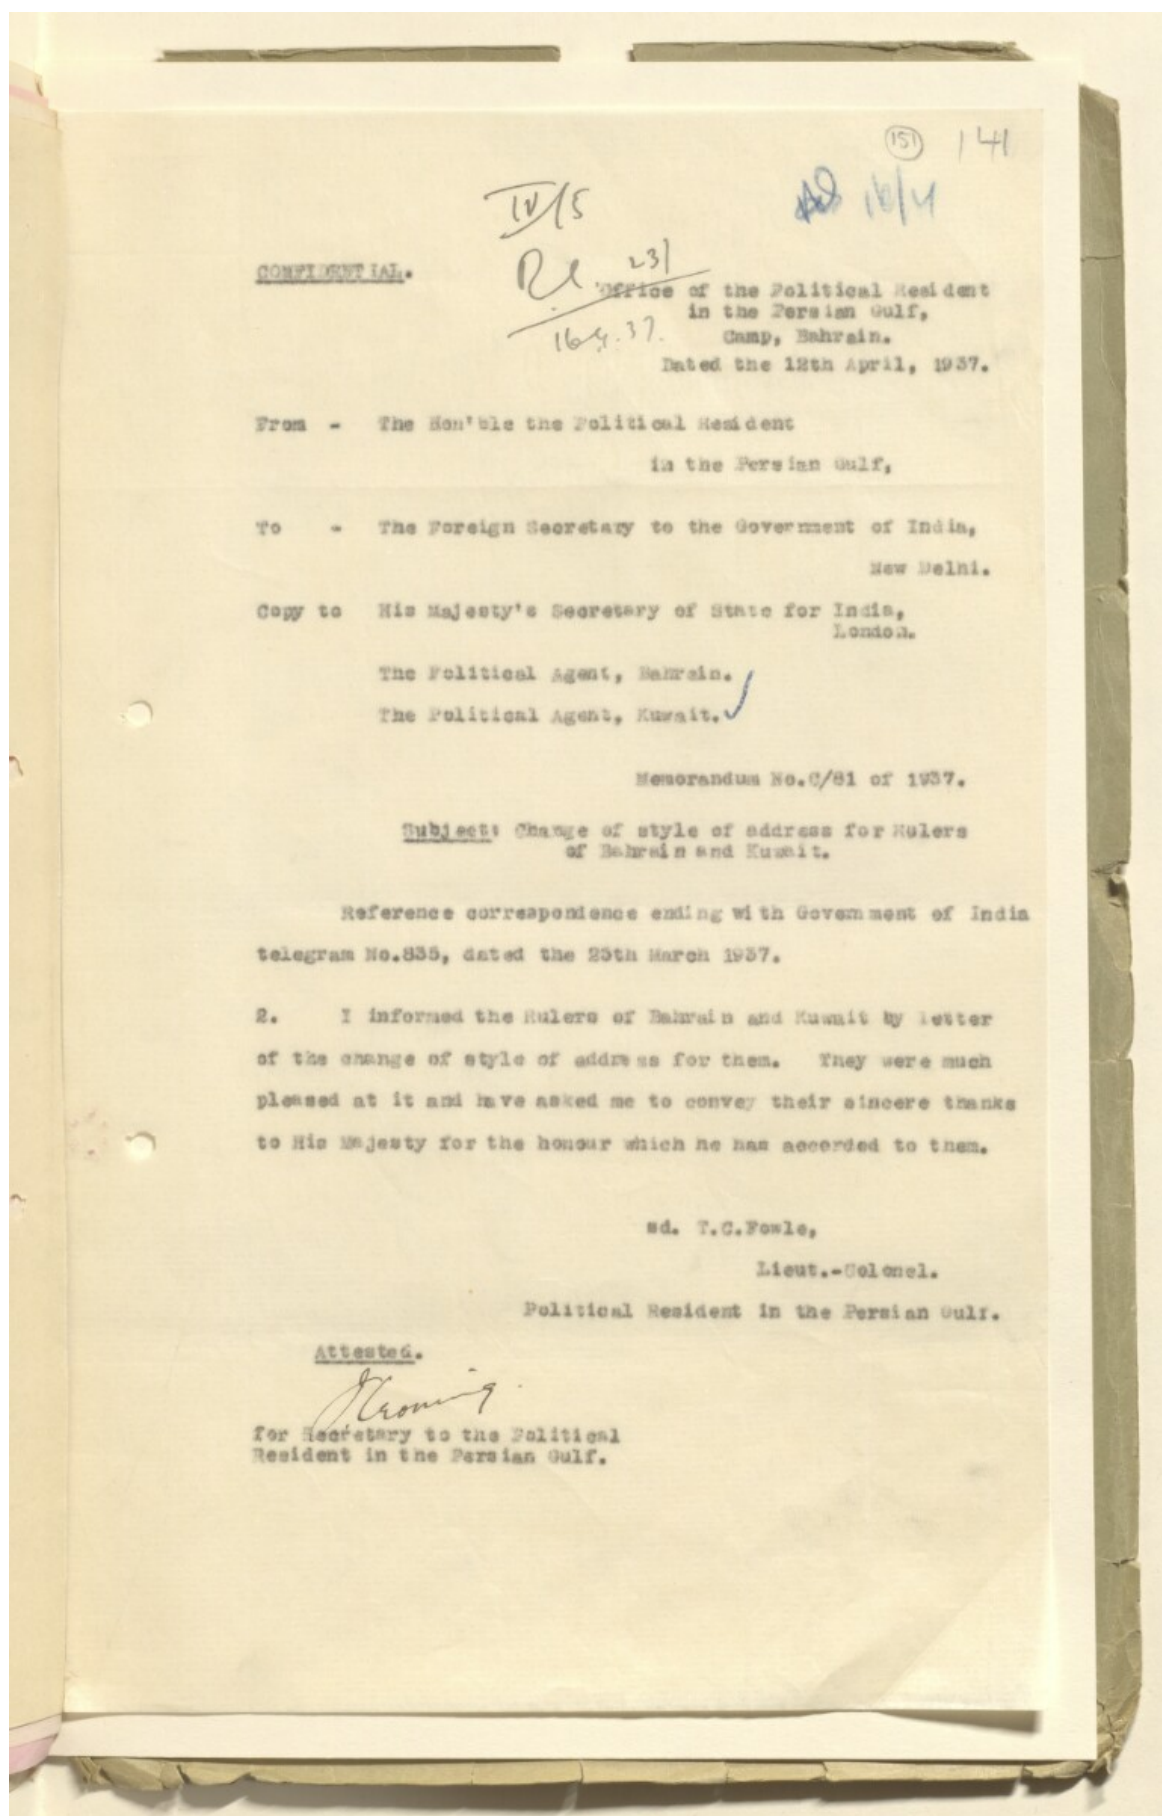 151 141
IV/5
16/4
CONFIDENTIAL.
231
Office of the Political Resident
in the Persian Gulf,
16.4.37.
Camp, Bahrain.
Dated the 12th April, 1937.
From - The Hon'ble the Political Resident
in the Persian Gulf,
To - The Foreign Secretary to the Government of India,
New Delhi.
Copy to His Majesty's Secretary of State for India,
London.
The Political Agent, Bahrain.
The Political Agent, Kuwait.
Memorandum No.C/81 of 1937.
Subject: Change of style of address for Rulers
of Bahrain and Kuwait.
Reference correspondence ending with Government of India
telegram No.835, dated the 25th March 1937.
2. I informed the Rulers of Bahrain and Kuwait by letter
of the change of style of address for them. They were much
pleased at it and have asked me to convey their sincere thanks
to His Majesty for the honour which he has accorded to them.
sd. T.C.Fowle,
Lieut.-Colonel.
Political Resident in the Persian Gulf.
Attested.
for Secretary to the Political
Resident in the Persian Gulf.